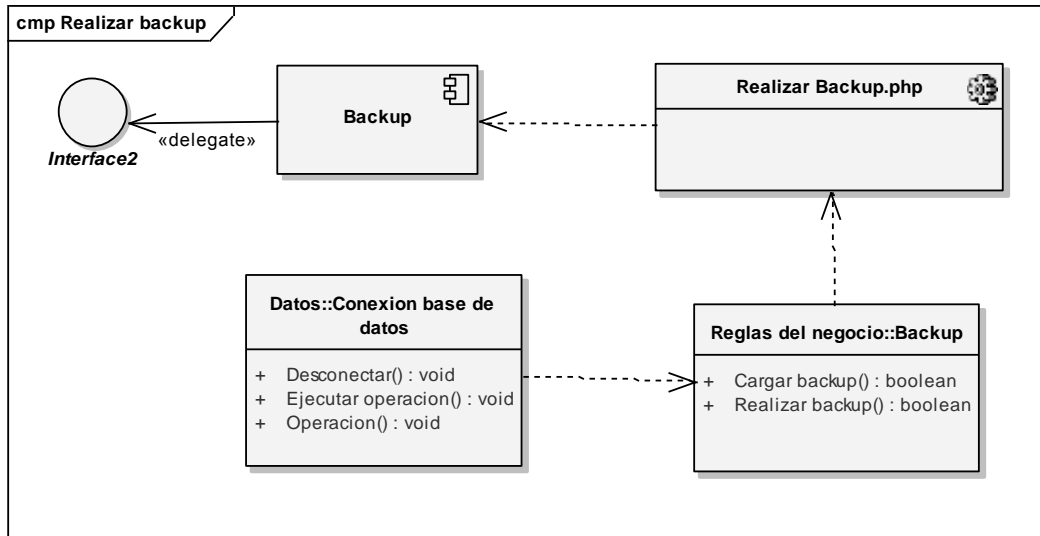 cmp Realizar backup
Interface2
«delegate»
Backup
Realizar Backup.php
Datos::Conexion base de
datos
+ Desconectar() : void
+ Ejecutar operacion() : void
+ Operacion() : void
Reglas del negocio::Backup
+ Cargar backup() : boolean
+ Realizar backup() : boolean